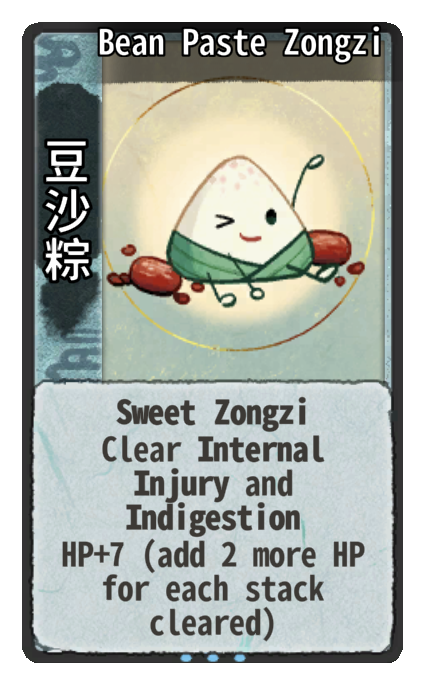 Bean Paste Zongzi
豆沙粽
Sweet Zongzi
Clear Internal
Injury and
Indigestion
HP+7 (add 2 more HP
for each stack
cleared)